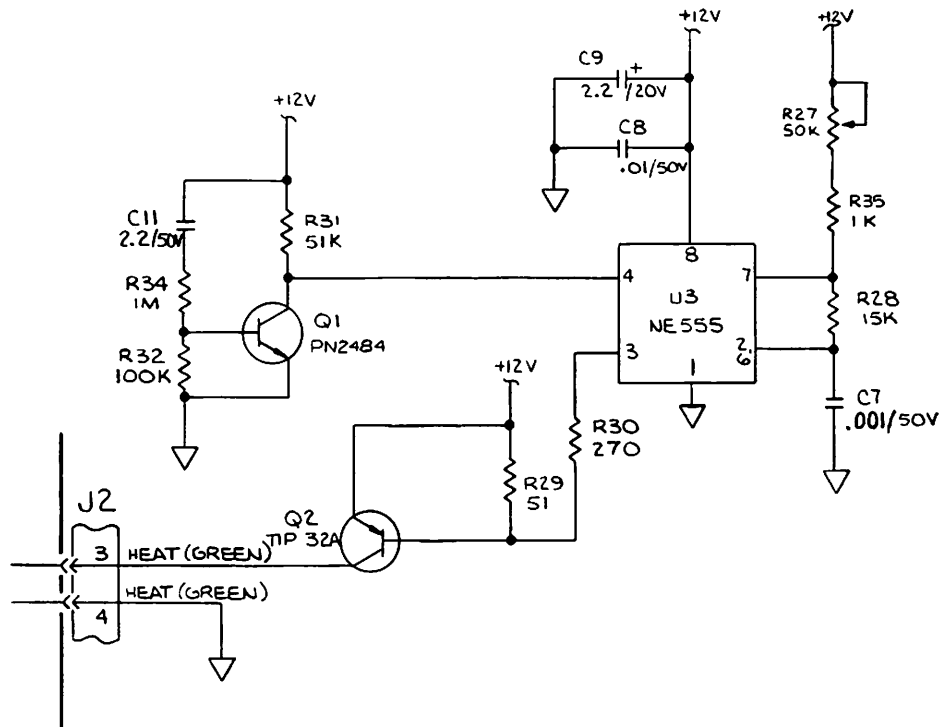 +12V
+12V
C9
+
2.2/20V
R27
50K
C8
.01/50V
+12V
R35
1K
C11
2.2/50V
R31
51K
8
4
7
R34
1M
U3
NE555
R28
15K
Q1
PN2484
3
2.
6
R32
100K
1
+12V
C7
.001/50V
R30
270
R29
51
J2
Q2
TIP 32A
3
HEAT (GREEN)
HEAT (GREEN)
4